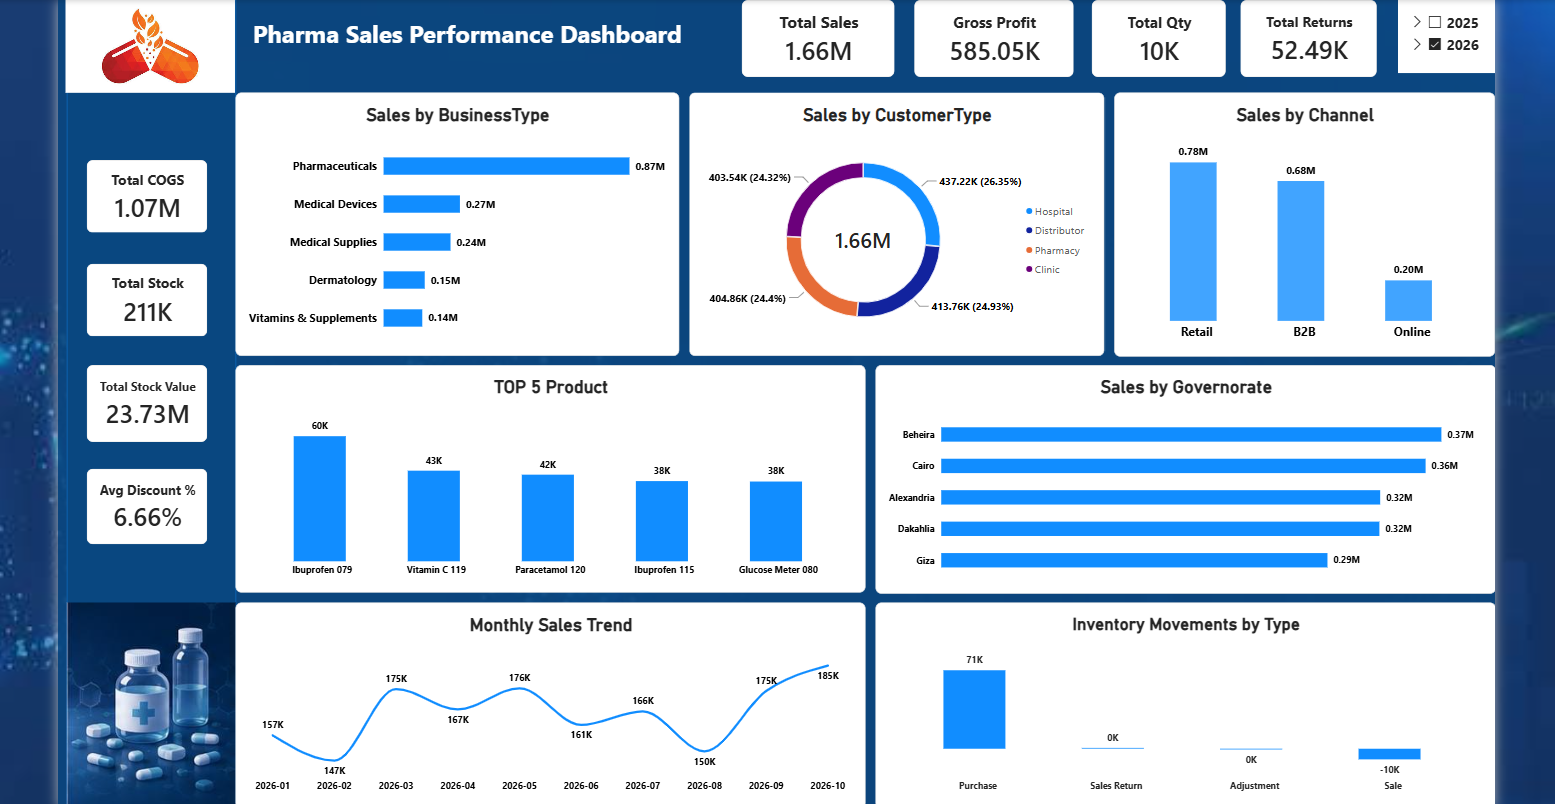 Pharma Sales Performance Dashboard
Total Sales
1.66M
Gross Profit
585.05K
Total Qty
10K
Total Returns
52.49K
2025
2026
Total COGS
1.07M
Total Stock
211K
Total Stock Value
23.73M
Avg Discount %
6.66%
Sales by BusinessType
Pharmaceuticals 0.87M
Medical Devices 0.27M
Medical Supplies 0.24M
Dermatology 0.15M
Vitamins & Supplements 0.14M
Sales by CustomerType
403.54K (24.32%)
437.22K (26.35%)
1.66M
404.86K (24.4%)
413.76K (24.93%)
Hospital
Distributor
Pharmacy
Clinic
Sales by Channel
0.78M
0.68M
0.20M
Retail B2B Online
TOP 5 Product
60K
43K
42K
38K
38K
Ibuprofen 079 Vitamin C 119 Paracetamol 120 Ibuprofen 115 Glucose Meter 080
Sales by Governorate
Beheira 0.37M
Cairo 0.36M
Alexandria 0.32M
Dakahlia 0.32M
Giza 0.29M
Monthly Sales Trend
157K
147K
175K
167K
176K
161K
166K
150K
175K
185K
2026-01 2026-02 2026-03 2026-04 2026-05 2026-06 2026-07 2026-08 2026-09 2026-10
Inventory Movements by Type
71K
0K
0K
-10K
Purchase Sales Return Adjustment Sale